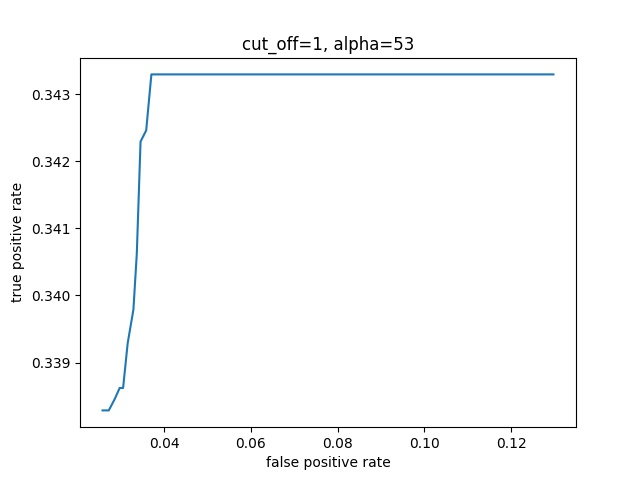 cut_off=1, alpha=53
true positive rate
0.343
0.342
0.341
0.340
0.339
0.04 0.06 0.08 0.10 0.12
false positive rate